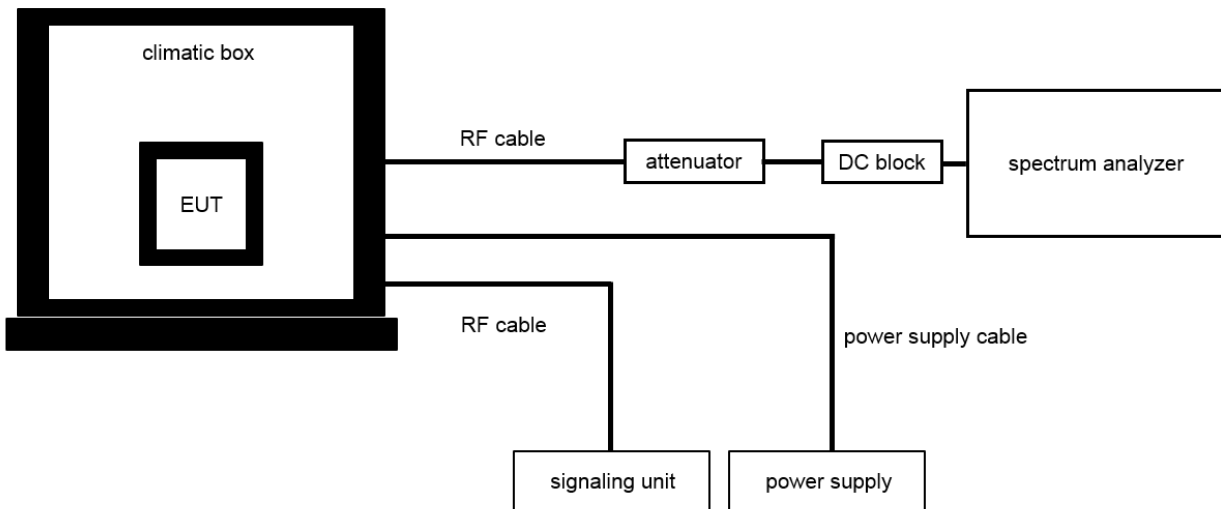 climatic box
RF cable
attenuator
DC block
spectrum analyzer
EUT
RF cable
power supply cable
signaling unit
power supply